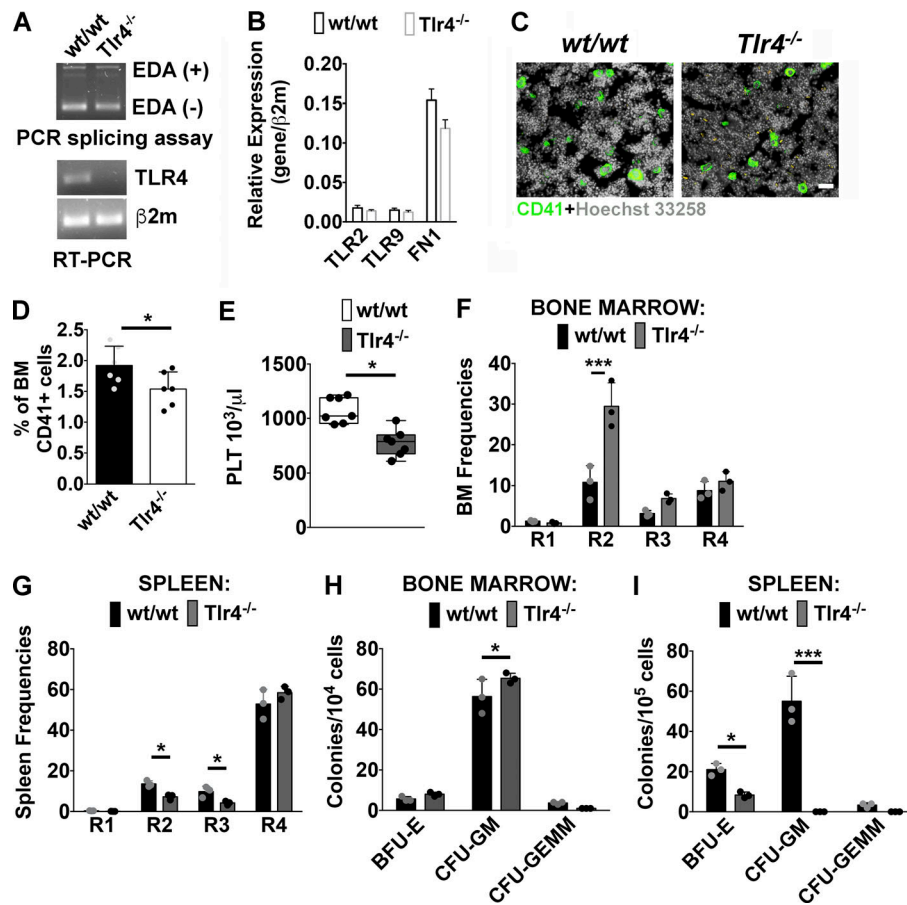 A
wt/wt
Tlr4-/-
EDA (+)
EDA (-)
PCR splicing assay
TLR4
β2m
RT-PCR
B
wt/wt
Tlr4-/-
Relative Expression
(gene/β2m)
0.20
0.15
0.10
0.05
0.00
TLR2
TLR9
FN1
C
wt/wt
Tlr4-/-
CD41+Hoechst 33258
D
% of BM
CD41+ cells
2.5
2.0
1.5
1.0
0.5
0.0
*
wt/wt
Tlr4-/-
E
wt/wt
Tlr4-/-
PLT 10³/µl
1500
1000
500
0
*
F
BONE MARROW:
wt/wt
Tlr4-/-
BM Frequencies
40
30
20
10
0
***
R1
R2
R3
R4
G
SPLEEN:
wt/wt
Tlr4-/-
Spleen Frequencies
80
60
40
20
0
*
*
R1
R2
R3
R4
H
BONE MARROW:
wt/wt
Tlr4-/-
Colonies/10⁴ cells
80
60
40
20
0
*
BFU-E
CFU-GM
CFU-GEMM
I
SPLEEN:
wt/wt
Tlr4-/-
Colonies/10⁵ cells
80
60
40
20
0
*
***
BFU-E
CFU-GM
CFU-GEMM